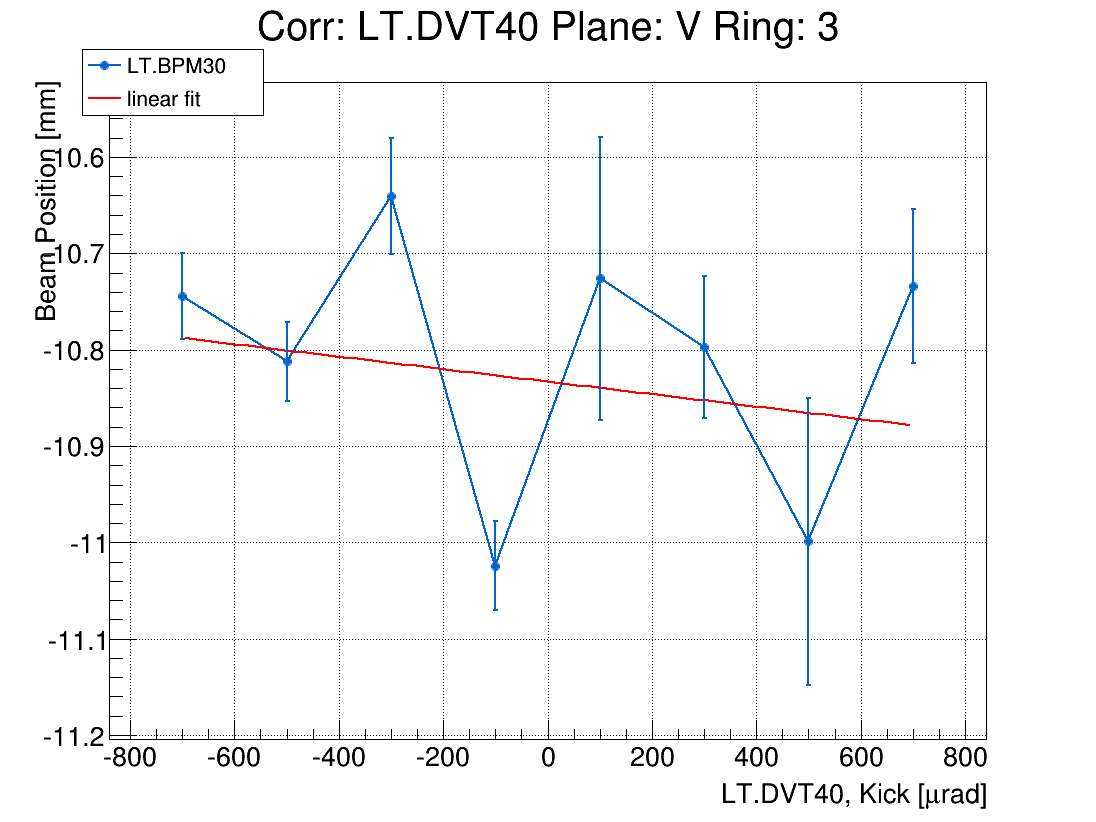 Corr: LT.DVT40 Plane: V Ring: 3
LT.BPM30
linear fit
Beam Position [mm]
10.6
10.7
-10.8
-10.9
-11
-11.1
-11.2
-800 -600 -400 -200 0 200 400 600 800
LT.DVT40, Kick [μrad]